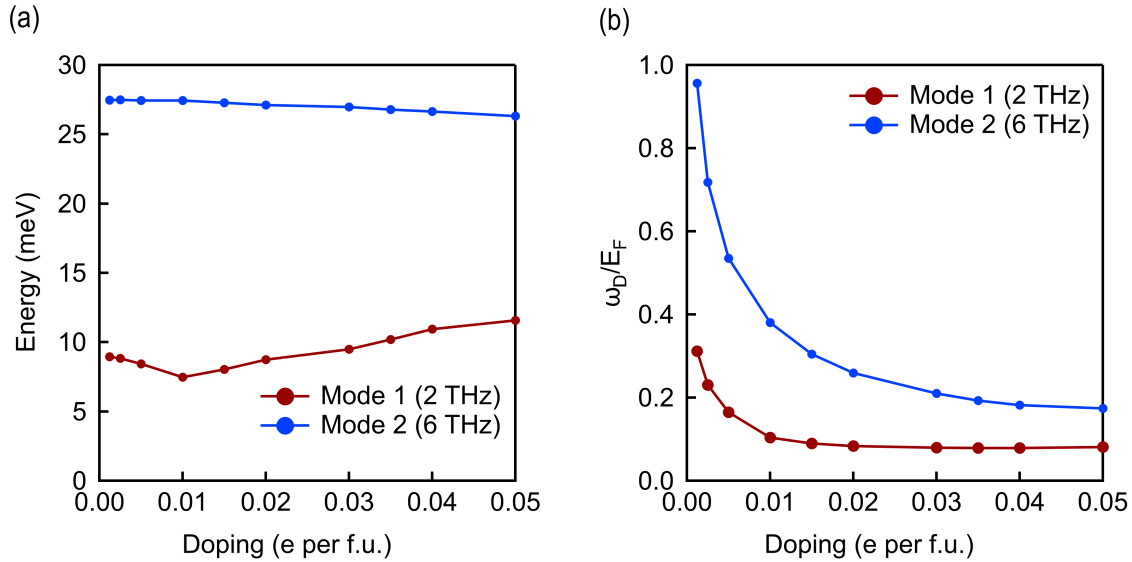 (a)
30
25
20
15
10
5
0
Energy (meV)
Mode 1 (2 THz)
Mode 2 (6 THz)
0.00 0.01 0.02 0.03 0.04 0.05
Doping (e per f.u.)
(b)
1.0
0.8
0.6
0.4
0.2
0.0
ω_D/E_F
Mode 1 (2 THz)
Mode 2 (6 THz)
0.00 0.01 0.02 0.03 0.04 0.05
Doping (e per f.u.)